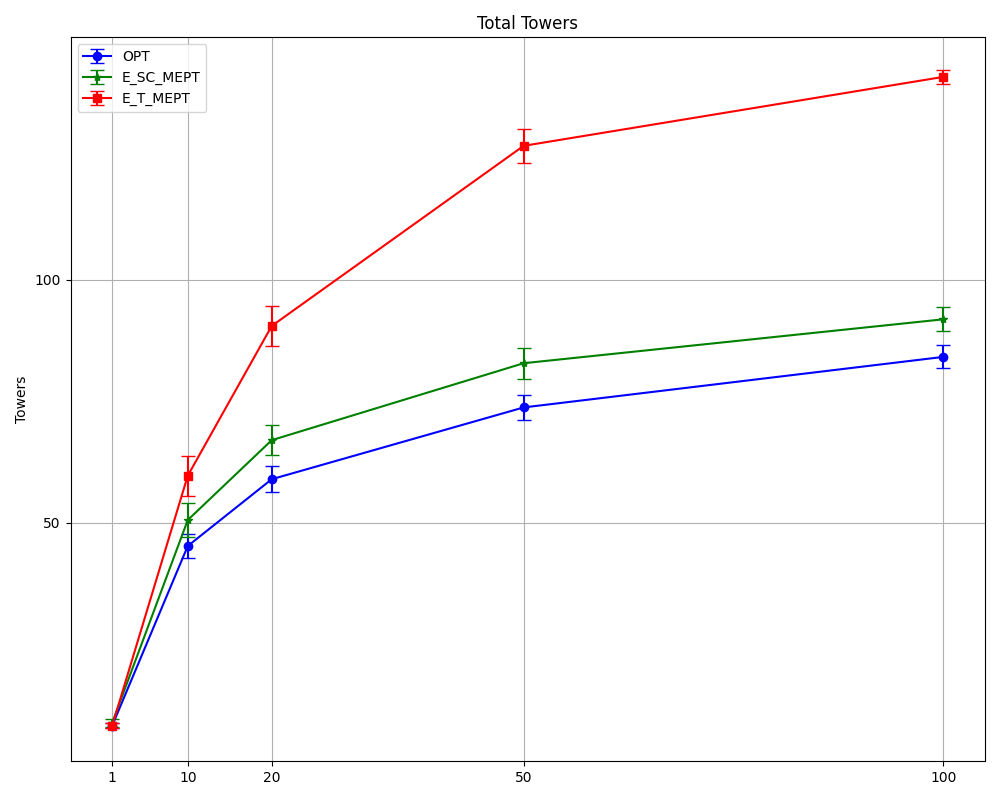 Total Towers
OPT
E_SC_MEPT
E_T_MEPT
100
50
Towers
1 10 20 50 100